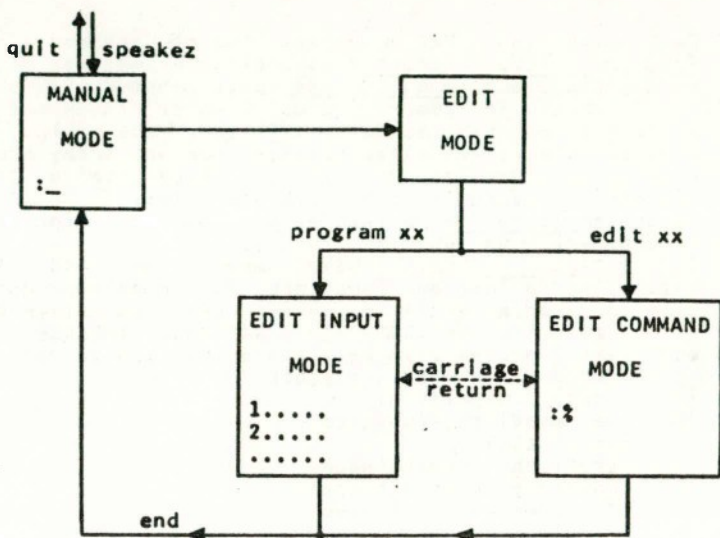 quit speakez
MANUAL
MODE
:_
EDIT
MODE
program xx
edit xx
EDIT INPUT
MODE
1.....
2.....
......
carriage
return
EDIT COMMAND
MODE
:%
end